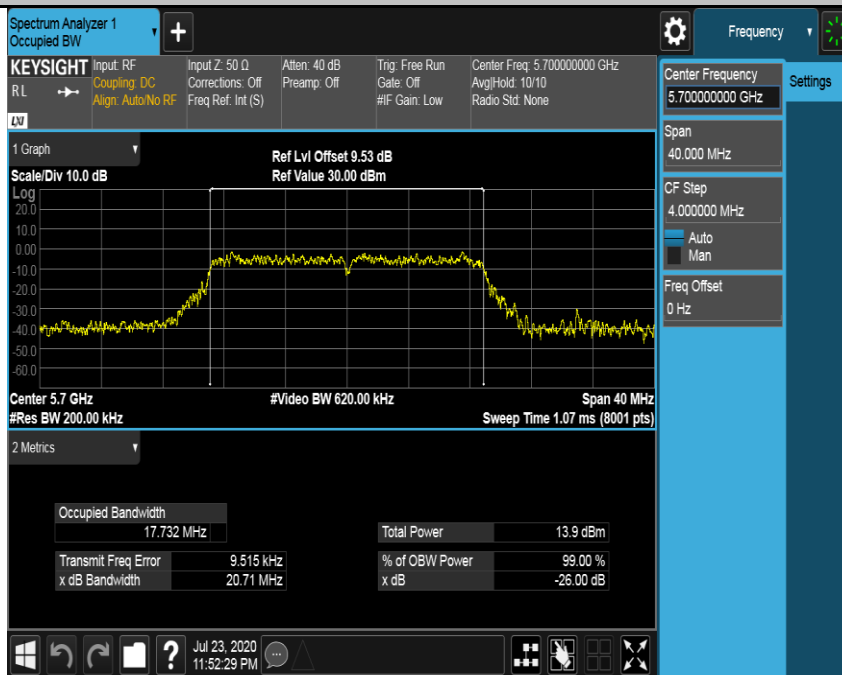 Spectrum Analyzer 1
Occupied BW
+
Frequency
KEYSIGHT
RL
LXI
Input: RF
Coupling: DC
Align: Auto/No RF
Input Z: 50 Ω
Corrections: Off
Freq Ref: Int (S)
Atten: 40 dB
Preamp: Off
Trig: Free Run
Gate: Off
#IF Gain: Low
Center Freq: 5.700000000 GHz
Avg|Hold: 10/10
Radio Std: None
Center Frequency
5.700000000 GHz
Settings
Span
40.000 MHz
CF Step
4.000000 MHz
Auto
Man
Freq Offset
0 Hz
1 Graph
Scale/Div 10.0 dB
Ref Lvl Offset 9.53 dB
Ref Value 30.00 dBm
Log
20.0
10.0
0.00
-10.0
-20.0
-30.0
-40.0
-50.0
-60.0
Center 5.7 GHz
#Video BW 620.00 kHz
Span 40 MHz
#Res BW 200.00 kHz
Sweep Time 1.07 ms (8001 pts)
2 Metrics
Occupied Bandwidth
17.732 MHz
Total Power 13.9 dBm
Transmit Freq Error 9.515 kHz
% of OBW Power 99.00 %
x dB Bandwidth 20.71 MHz
x dB -26.00 dB
?
Jul 23, 2020
11:52:29 PM